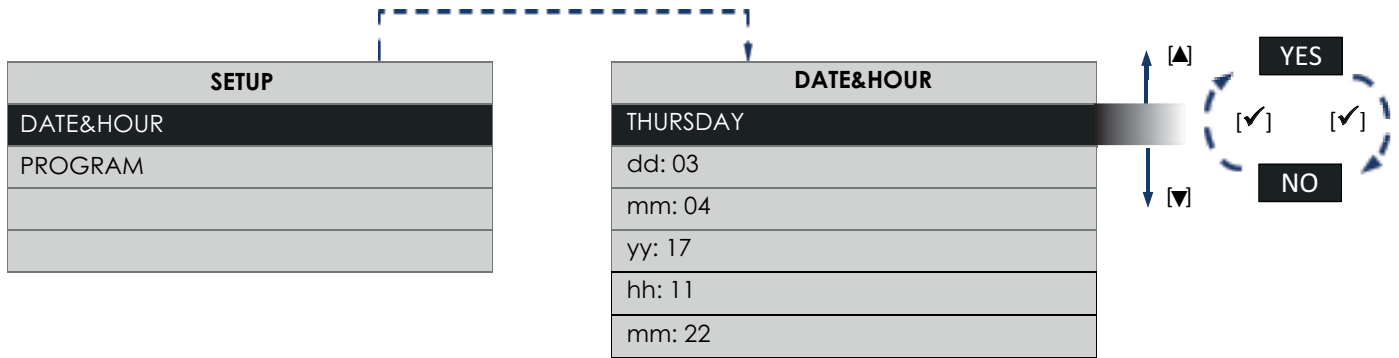 SETUP
DATE&HOUR
PROGRAM
DATE&HOUR
THURSDAY
dd: 03
mm: 04
yy: 17
hh: 11
mm: 22
[▲]
[▼]
YES
[✓] [✓]
NO